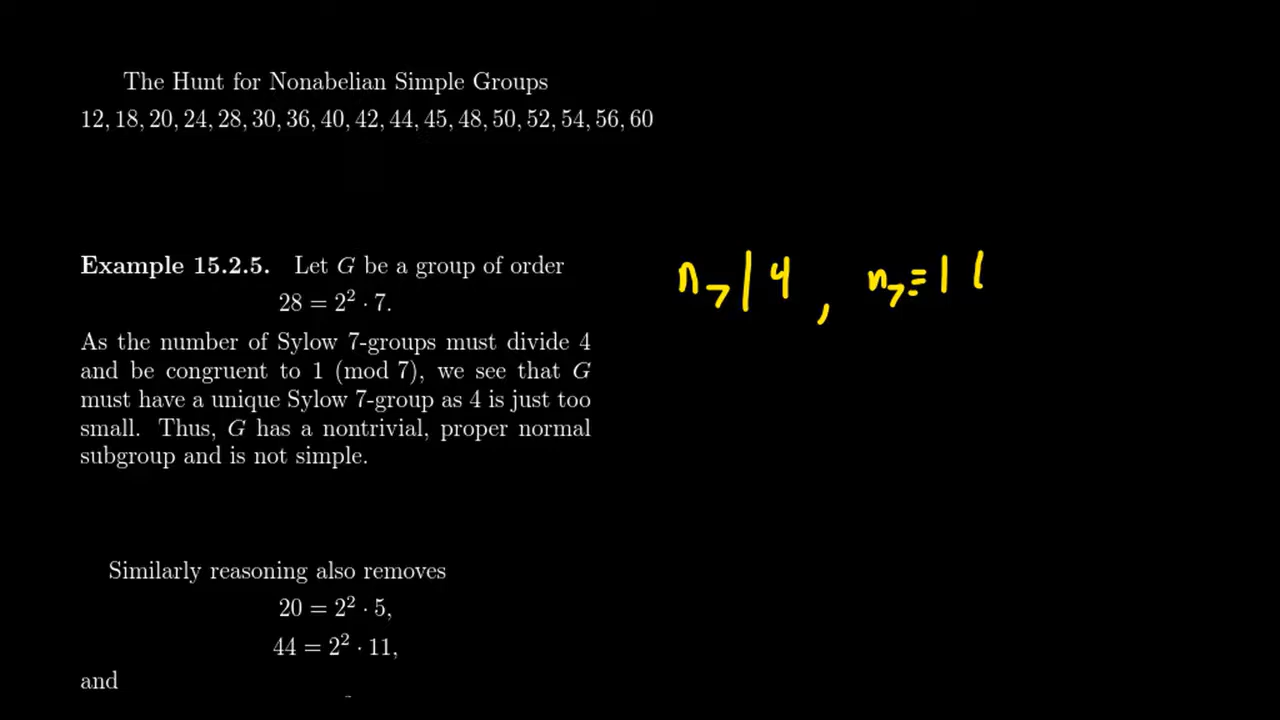 The Hunt for Nonabelian Simple Groups
12, 18, 20, 24, 28, 30, 36, 40, 42, 44, 45, 48, 50, 52, 54, 56, 60
Example 15.2.5. Let G be a group of order
28 = 2² · 7.
As the number of Sylow 7-groups must divide 4
and be congruent to 1 (mod 7), we see that G
must have a unique Sylow 7-group as 4 is just too
small. Thus, G has a nontrivial, proper normal
subgroup and is not simple.
n₇ | 4 , n₇ ≡ 1 (
Similarly reasoning also removes
20 = 2² · 5,
44 = 2² · 11,
and